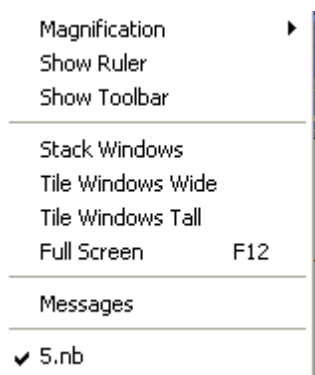 Magnification
Show Ruler
Show Toolbar
Stack Windows
Tile Windows Wide
Tile Windows Tall
Full Screen F12
Messages
5.nb